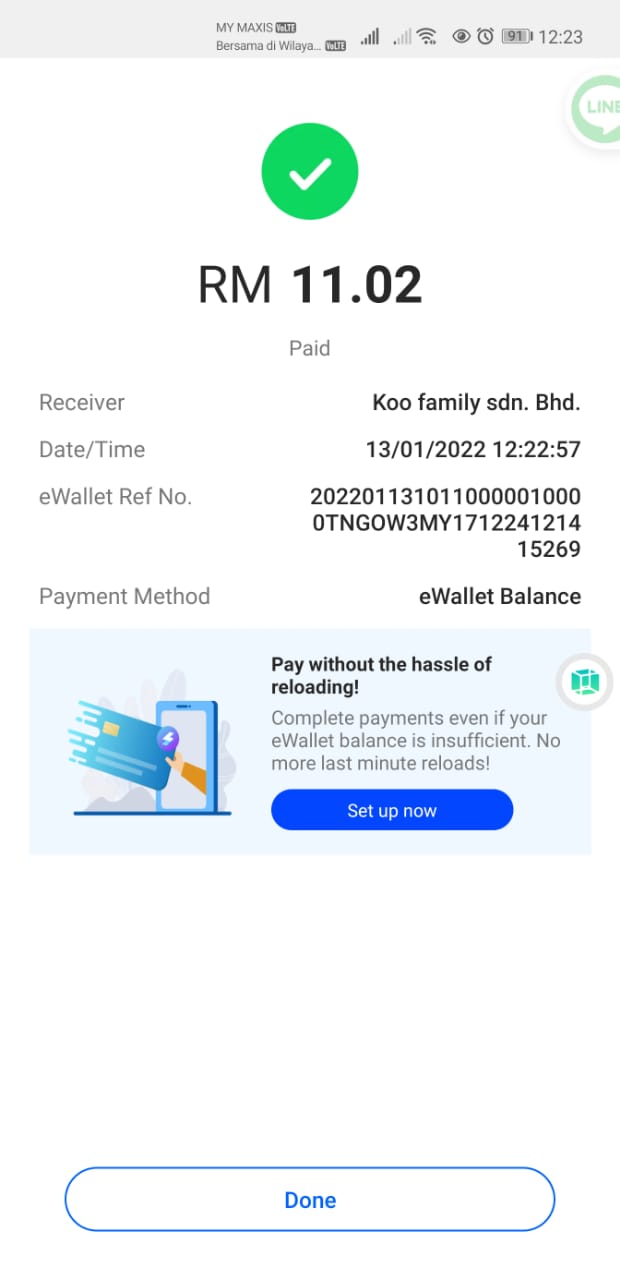 MY MAXIS VoLTE
Bersama di Wilaya... VoLTE
91 12:23
LINE
RM 11.02
Paid
Receiver Koo family sdn. Bhd.
Date/Time 13/01/2022 12:22:57
eWallet Ref No. 202201131011000001000
0TNGOW3MY1712241214
15269
Payment Method eWallet Balance
Pay without the hassle of
reloading!
Complete payments even if your
eWallet balance is insufficient. No
more last minute reloads!
Set up now
Done